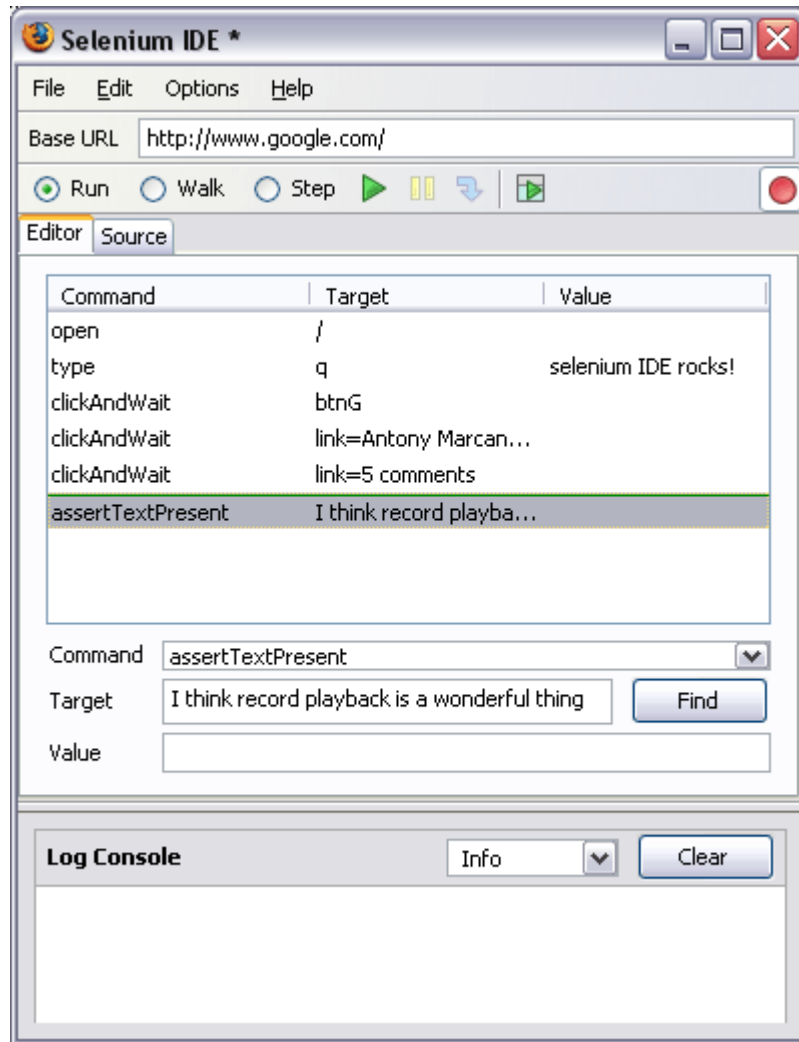 Selenium IDE *
File Edit Options Help
Base URL http://www.google.com/
Run Walk Step
Editor Source
Command Target Value
open /
type q selenium IDE rocks!
clickAndWait btnG
clickAndWait link=Antony Marcan...
clickAndWait link=5 comments
assertTextPresent I think record playba...
Command assertTextPresent
Target I think record playback is a wonderful thing Find
Value
Log Console Info Clear